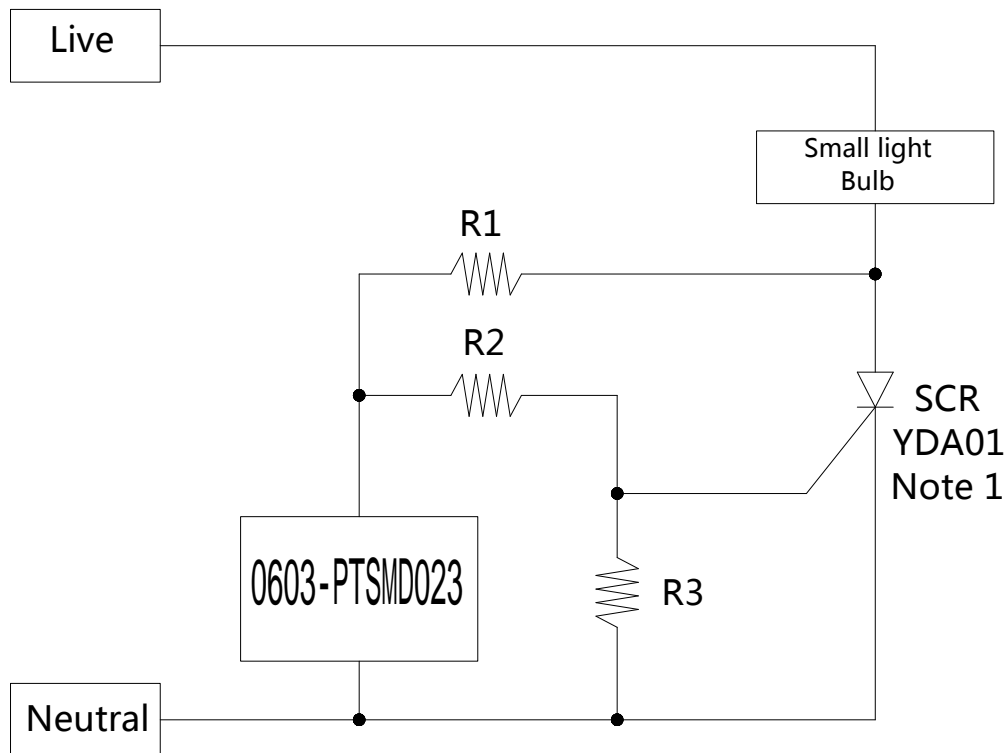 Live
Small light
Bulb
R1
R2
SCR
YDA01
Note 1
0603-PTSMD023
R3
Neutral